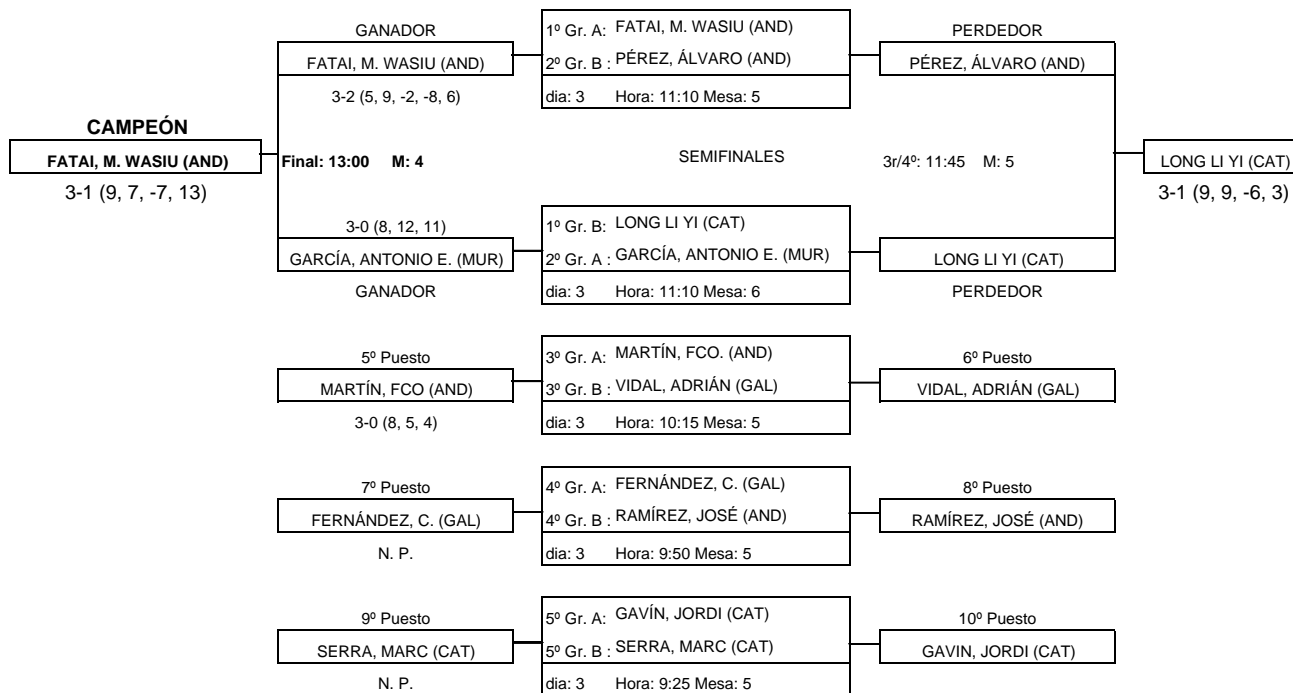 GANADOR
1º Gr. A: FATAI, M. WASIU (AND)
PERDEDOR
FATAI, M. WASIU (AND)
2º Gr. B : PÉREZ, ÁLVARO (AND)
PÉREZ, ÁLVARO (AND)
3-2 (5, 9, -2, -8, 6)
dia: 3 Hora: 11:10 Mesa: 5
CAMPEÓN
FATAI, M. WASIU (AND)
Final: 13:00 M: 4
SEMIFINALES
3r/4º: 11:45 M: 5
LONG LI YI (CAT)
3-1 (9, 7, -7, 13)
3-1 (9, 9, -6, 3)
3-0 (8, 12, 11)
1º Gr. B: LONG LI YI (CAT)
GARCÍA, ANTONIO E. (MUR)
2º Gr. A : GARCÍA, ANTONIO E. (MUR)
LONG LI YI (CAT)
GANADOR
dia: 3 Hora: 11:10 Mesa: 6
PERDEDOR
5º Puesto
3º Gr. A: MARTÍN, FCO. (AND)
6º Puesto
MARTÍN, FCO (AND)
3º Gr. B : VIDAL, ADRIÁN (GAL)
VIDAL, ADRIÁN (GAL)
3-0 (8, 5, 4)
dia: 3 Hora: 10:15 Mesa: 5
7º Puesto
4º Gr. A: FERNÁNDEZ, C. (GAL)
8º Puesto
FERNÁNDEZ, C. (GAL)
4º Gr. B : RAMÍREZ, JOSÉ (AND)
RAMÍREZ, JOSÉ (AND)
N. P.
dia: 3 Hora: 9:50 Mesa: 5
9º Puesto
5º Gr. A: GAVÍN, JORDI (CAT)
10º Puesto
SERRA, MARC (CAT)
5º Gr. B : SERRA, MARC (CAT)
GAVIN, JORDI (CAT)
N. P.
dia: 3 Hora: 9:25 Mesa: 5